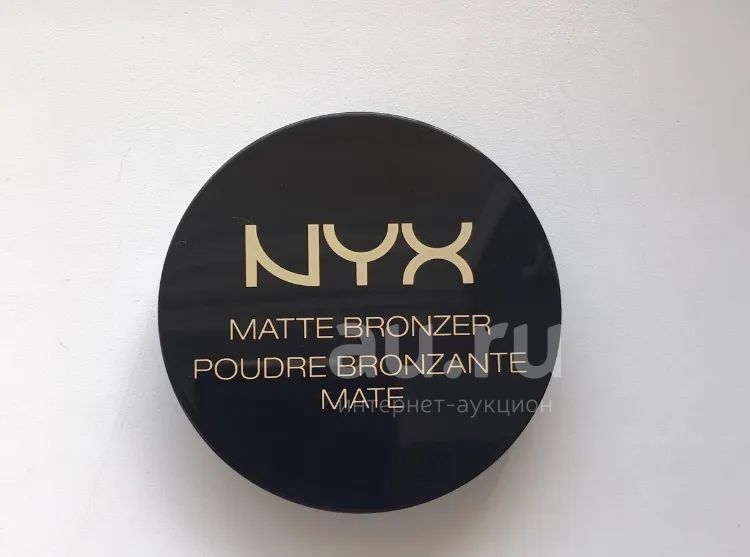 NYX
MATTE BRONZER
POUDRE BRONZANTE
MATE
au.ru
интернет-аукцион